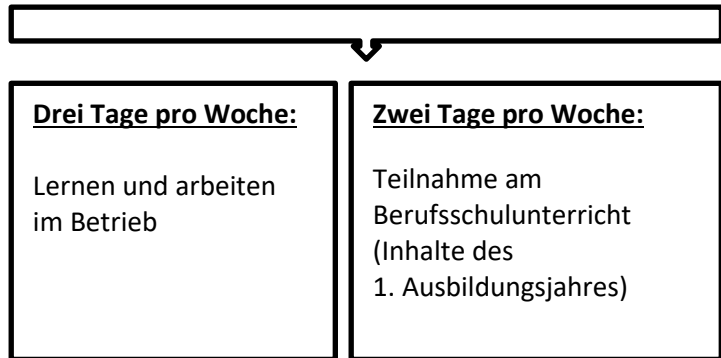 Drei Tage pro Woche:
Lernen und arbeiten
im Betrieb
Zwei Tage pro Woche:
Teilnahme am
Berufsschulunterricht
(Inhalte des
1. Ausbildungsjahres)